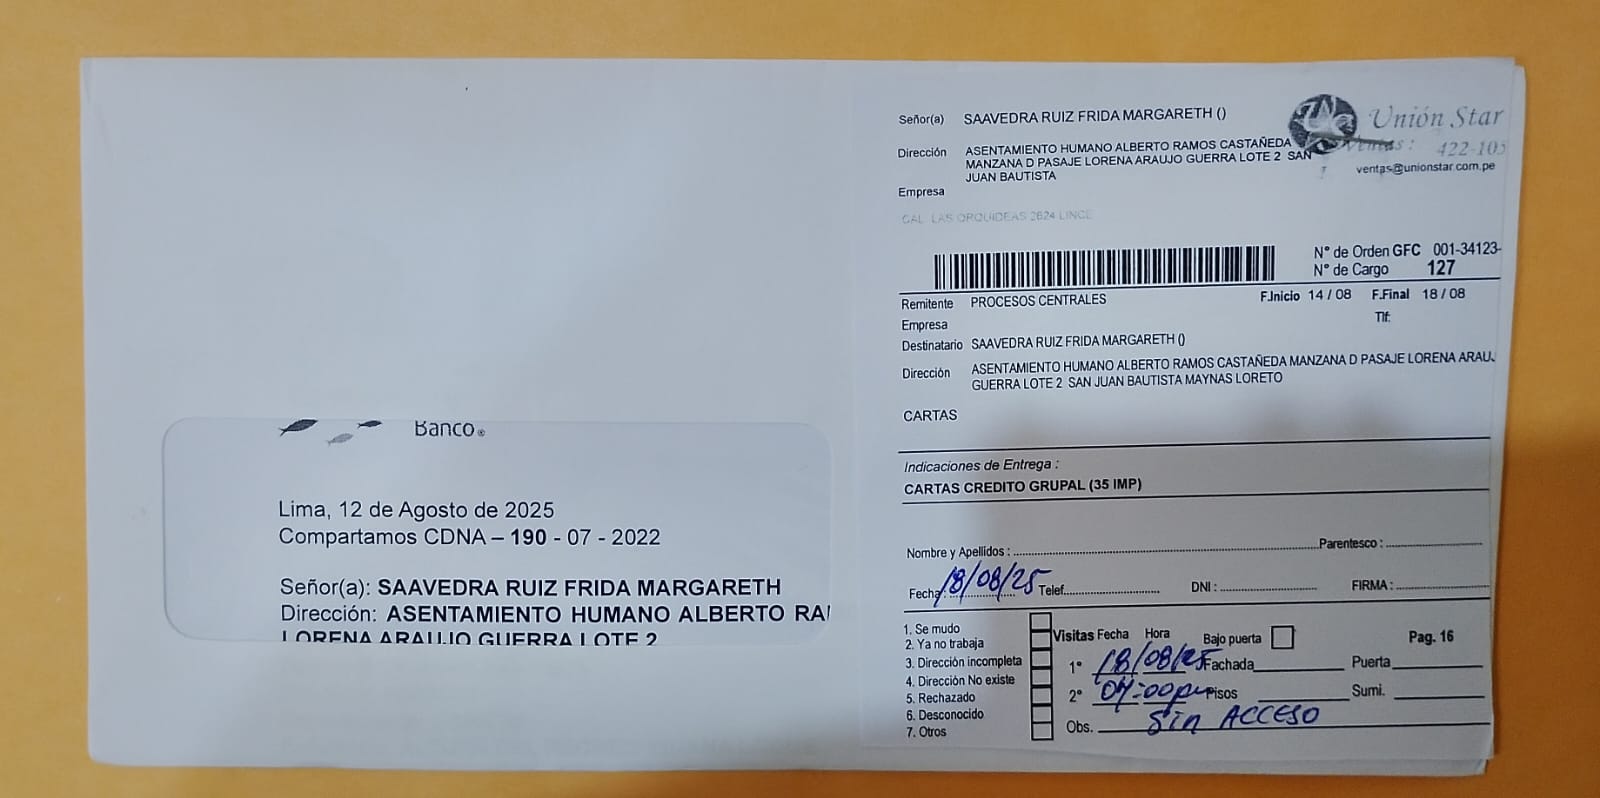 Banco®
Lima, 12 de Agosto de 2025
Compartamos CDNA – 190 - 07 - 2022
Señor(a): SAAVEDRA RUIZ FRIDA MARGARETH
Dirección: ASENTAMIENTO HUMANO ALBERTO RA
LORENA ARAUJO GUERRA LOTE 2
Señor(a) SAAVEDRA RUIZ FRIDA MARGARETH ()
Unión Star
Ventas: 422-105
ventas@unionstar.com.pe
Dirección ASENTAMIENTO HUMANO ALBERTO RAMOS CASTAÑEDA
MANZANA D PASAJE LORENA ARAUJO GUERRA LOTE 2 SAN
JUAN BAUTISTA
Empresa
CAL. LAS ORQUIDEAS 2624 LINCE
N° de Orden GFC 001-34123-
N° de Cargo 127
Remitente PROCESOS CENTRALES F.Inicio 14 / 08 F.Final 18 / 08
Empresa Tlf:
Destinatario SAAVEDRA RUIZ FRIDA MARGARETH ()
Dirección ASENTAMIENTO HUMANO ALBERTO RAMOS CASTAÑEDA MANZANA D PASAJE LORENA ARAUJ
GUERRA LOTE 2 SAN JUAN BAUTISTA MAYNAS LORETO
CARTAS
Indicaciones de Entrega :
CARTAS CREDITO GRUPAL (35 IMP)
Nombre y Apellidos : Parentesco :
Fecha: 18/08/25 Telef. DNI : FIRMA :
1. Se mudo
2. Ya no trabaja
3. Dirección incompleta
4. Dirección No existe
5. Rechazado
6. Desconocido
7. Otros
Visitas Fecha Hora Bajo puerta Pag. 16
1° 18/08/25 Fachada Puerta
2° 04:00pm Pisos Sumi.
Obs. Sin ACCESO